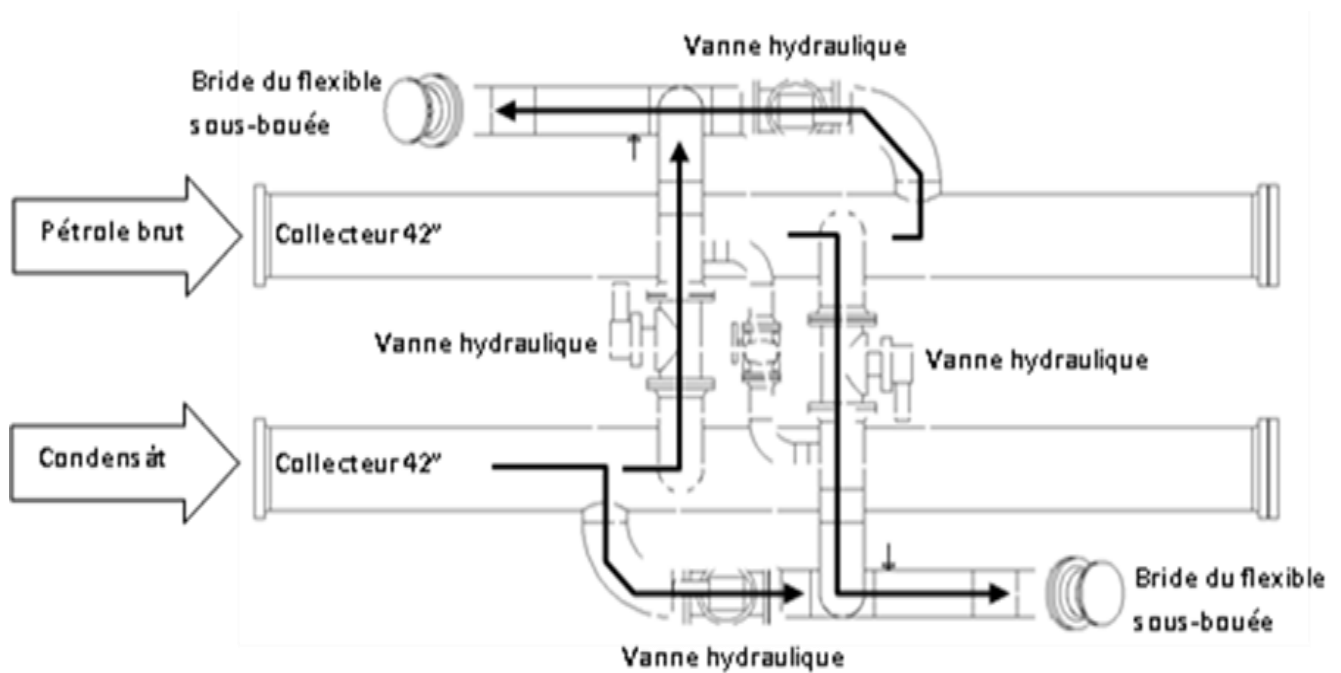 Vanne hydraulique
Bride du flexible
sous-bouée
Pétrole brut
Collecteur 42"
Vanne hydraulique
Vanne hydraulique
Condensât
Collecteur 42"
Bride du flexible
sous-bouée
Vanne hydraulique